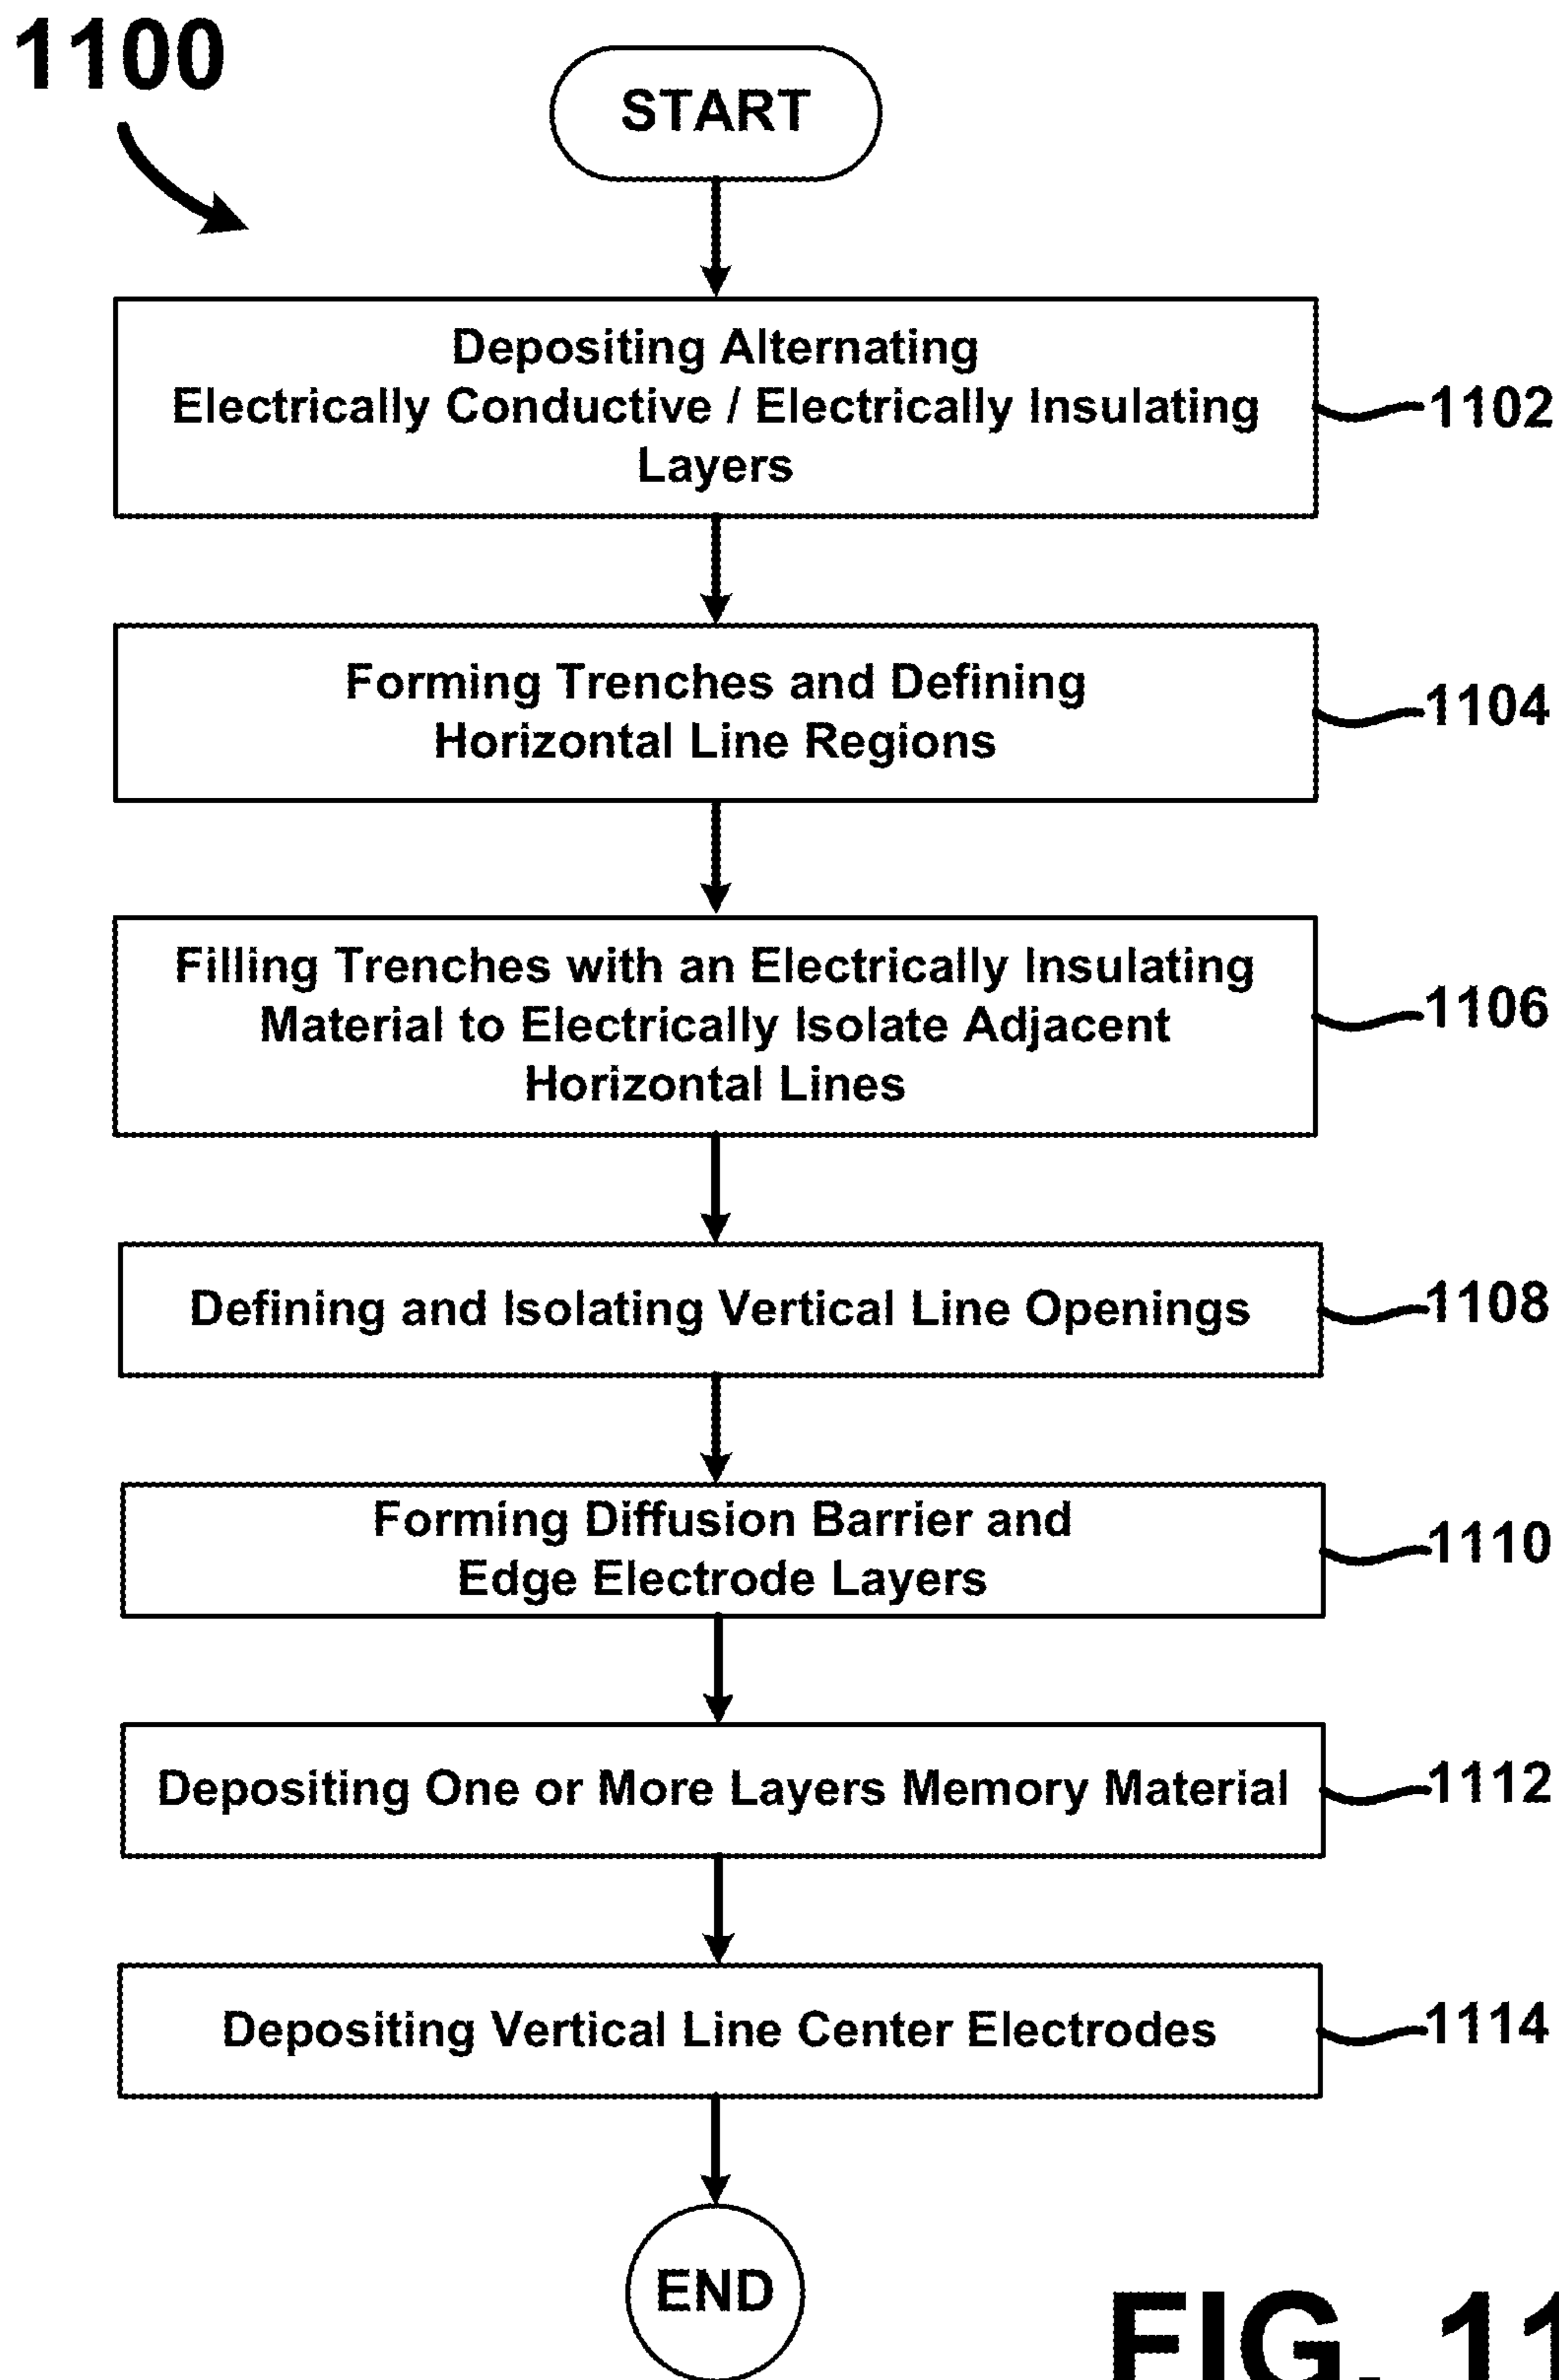 1100
START
Depositing Alternating
Electrically Conductive / Electrically Insulating
Layers
1102
Forming Trenches and Defining
Horizontal Line Regions
1104
Filling Trenches with an Electrically Insulating
Material to Electrically Isolate Adjacent
Horizontal Lines
1106
Defining and Isolating Vertical Line Openings
1108
Forming Diffusion Barrier and
Edge Electrode Layers
1110
Depositing One or More Layers Memory Material
1112
Depositing Vertical Line Center Electrodes
1114
END
FIG. 11